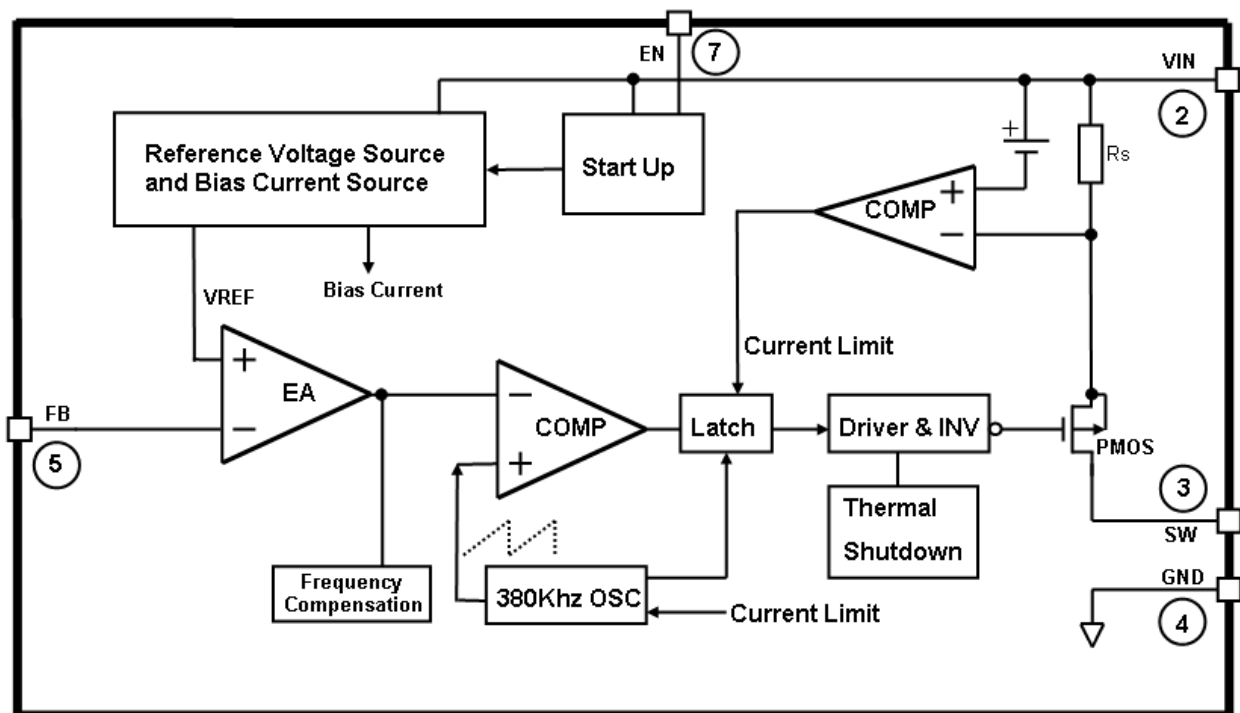 EN
7
VIN
2
Reference Voltage Source
and Bias Current Source
Start Up
+
Rs
+
COMP
−
Bias Current
VREF
Current Limit
+
EA
−
FB
5
−
COMP
+
Latch
Driver & INV
PMOS
3
SW
Thermal
Shutdown
GND
4
Frequency
Compensation
380Khz OSC
Current Limit